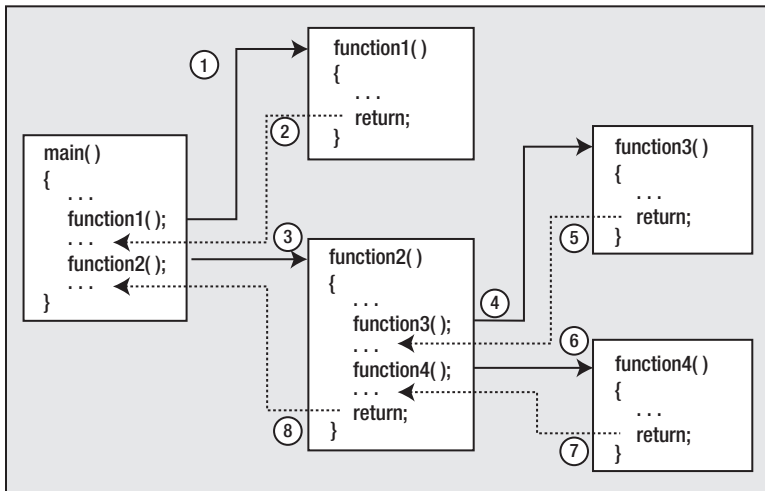 1
function1( )
{
. . .
return;
}
2
main( )
{
. . .
function1( );
. . .
function2( );
. . .
}
3
function2( )
{
. . .
function3( );
. . .
function4( );
. . .
return;
}
4
function3( )
{
. . .
return;
}
5
6
function4( )
{
. . .
return;
}
7
8